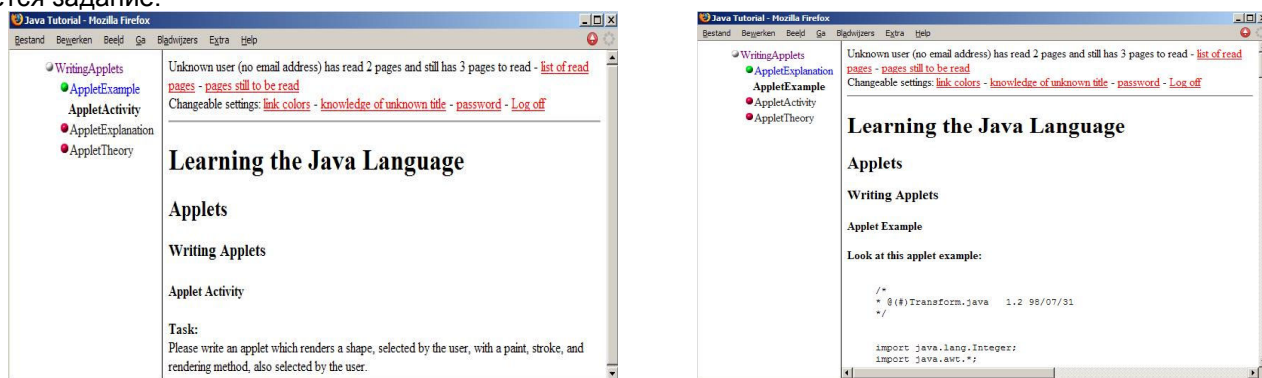 ется задание:
Java Tutorial - Mozilla Firefox
Bestand Bewerken Beeld Ga Bladwijzers Extra Help
WritingApplets
AppletExample
AppletActivity
AppletExplanation
AppletTheory
Unknown user (no email address) has read 2 pages and still has 3 pages to read - list of read
pages - pages still to be read
Changeable settings: link colors - knowledge of unknown title - password - Log off
Learning the Java Language
Applets
Writing Applets
Applet Activity
Task:
Please write an applet which renders a shape, selected by the user, with a paint, stroke, and
rendering method, also selected by the user.
Java Tutorial - Mozilla Firefox
Bestand Bewerken Beeld Ga Bladwijzers Extra Help
WritingApplets
AppletExplanation
AppletExample
AppletActivity
AppletTheory
Unknown user (no email address) has read 2 pages and still has 3 pages to read - list of read
pages - pages still to be read
Changeable settings: link colors - knowledge of unknown title - password - Log off
Learning the Java Language
Applets
Writing Applets
Applet Example
Look at this applet example:
/*
* @(#)Transform.java 1.2 98/07/31
*/
import java.lang.Integer;
import java.awt.*;